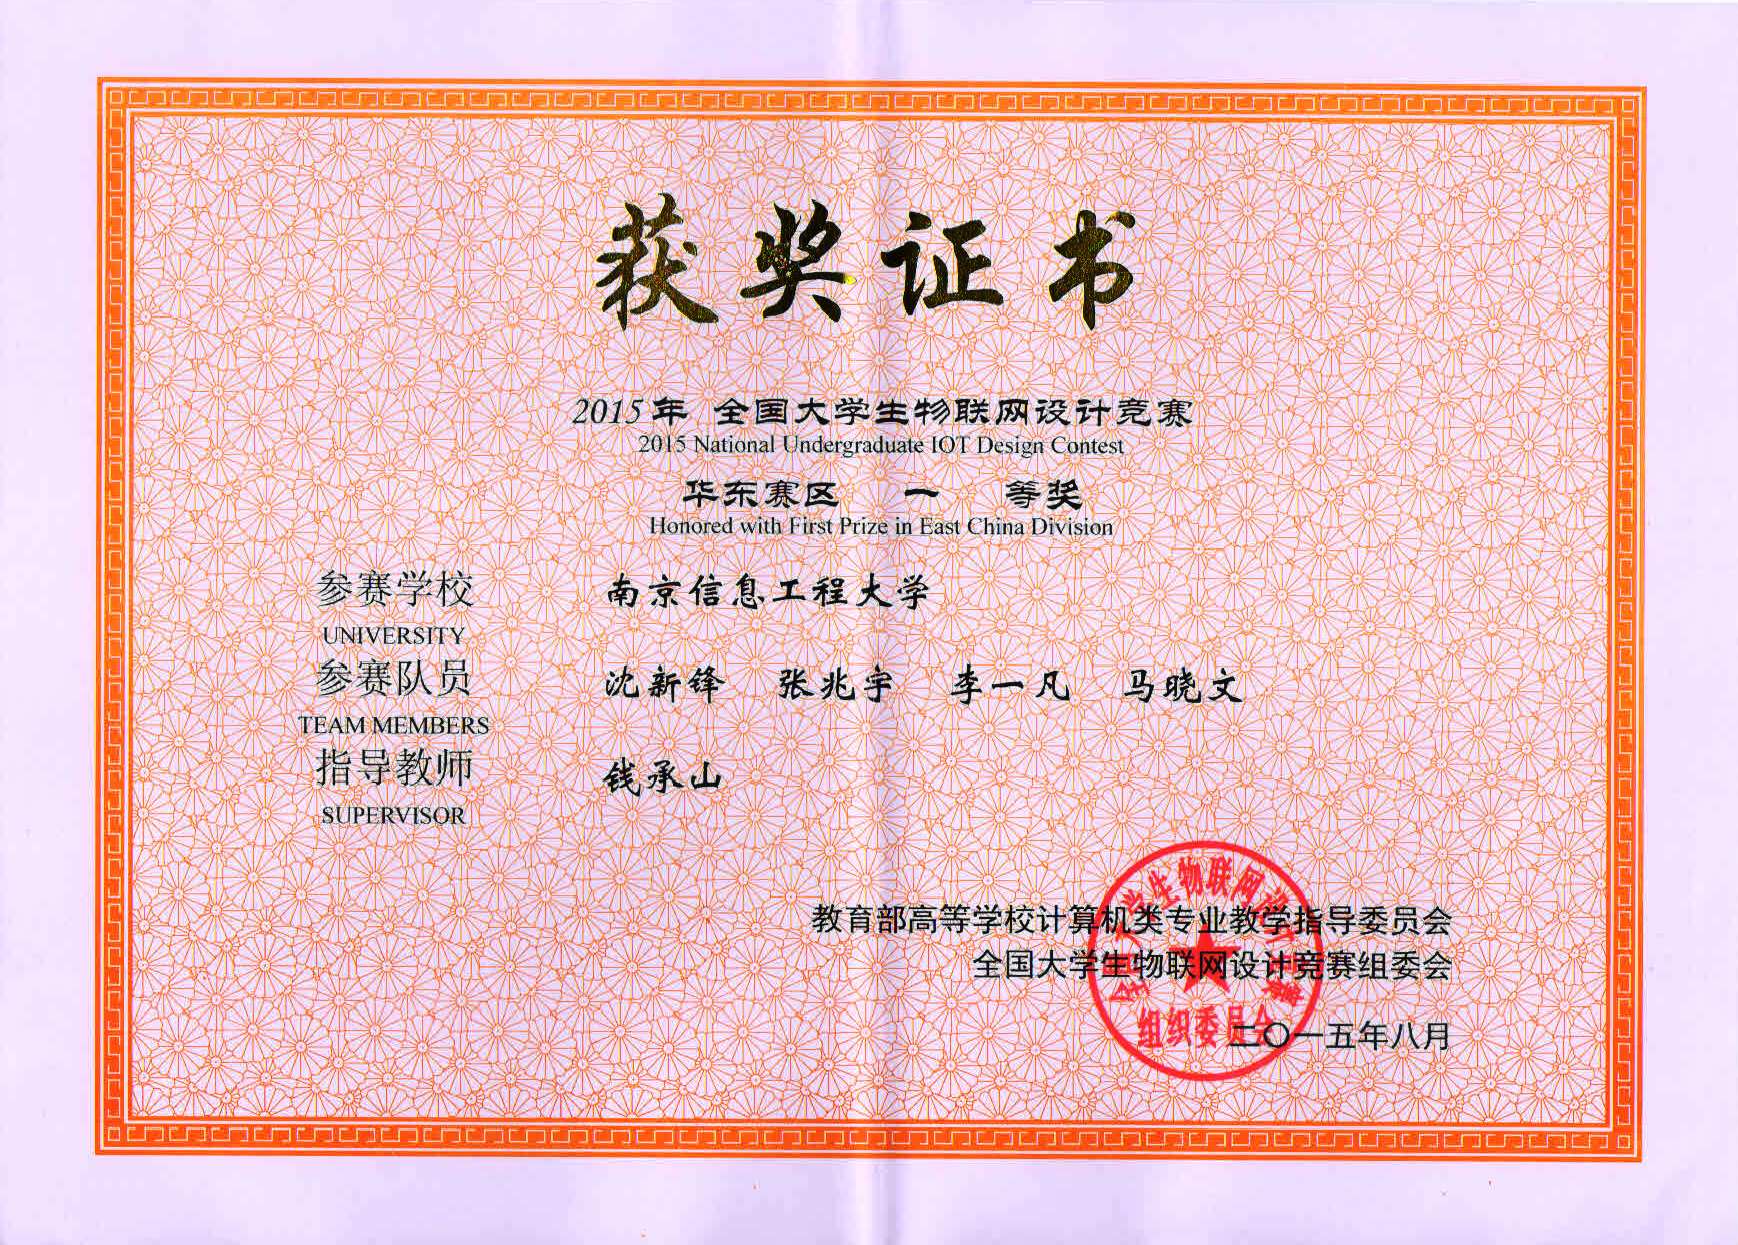 获奖证书
2015年 全国大学生物联网设计竞赛
2015 National Undergraduate IOT Design Contest
华东赛区 一 等奖
Honored with First Prize in East China Division
参赛学校 南京信息工程大学
UNIVERSITY
参赛队员 沈新锋 张兆宇 李一凡 马晓文
TEAM MEMBERS
指导教师 钱承山
SUPERVISOR
教育部高等学校计算机类专业教学指导委员会
全国大学生物联网设计竞赛组委会
二〇一五年八月
全国大学生物联网设计竞赛
组织委员会